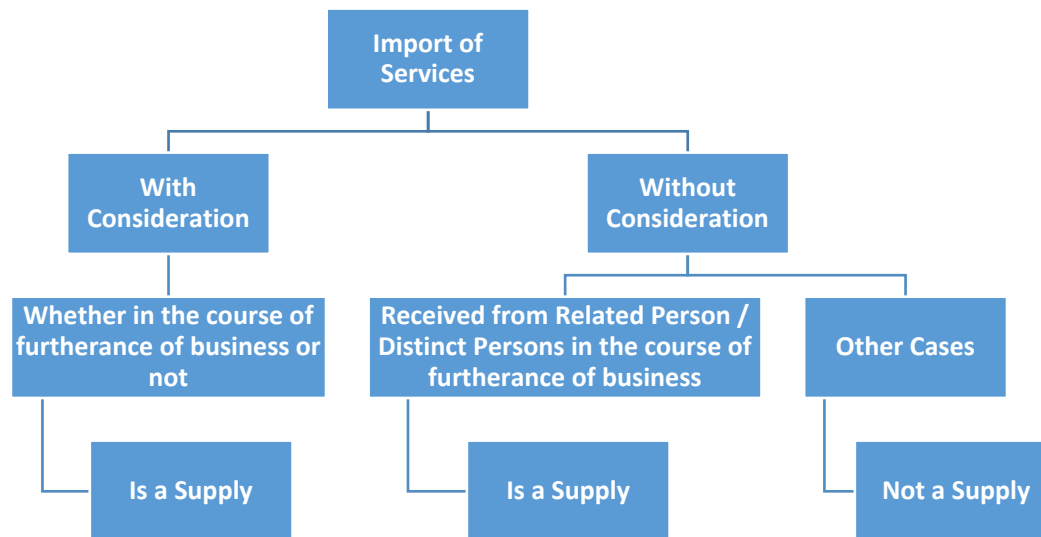 Import of
Services
With
Consideration
Without
Consideration
Whether in the course of
furtherance of business or
not
Received from Related Person /
Distinct Persons in the course of
furtherance of business
Other Cases
Is a Supply
Is a Supply
Not a Supply